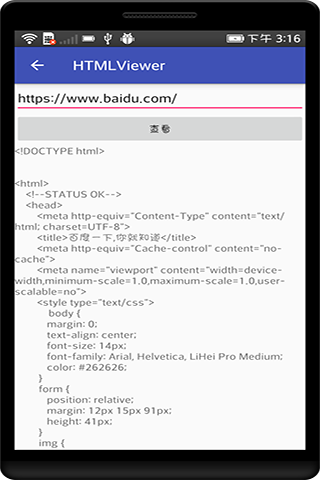 下午 3:16
HTMLViewer
https://www.baidu.com/
查看
<!DOCTYPE html>
<html>
<!--STATUS OK-->
<head>
<meta http-equiv="Content-Type" content="text/
html; charset=UTF-8">
<title>百度一下,你就知道</title>
<meta http-equiv="Cache-control" content="no-
cache">
<meta name="viewport" content="width=device-
width,minimum-scale=1.0,maximum-scale=1.0,user-
scalable=no">
<style type="text/css">
body {
margin: 0;
text-align: center;
font-size: 14px;
font-family: Arial, Helvetica, LiHei Pro Medium;
color: #262626;
}
form {
position: relative;
margin: 12px 15px 91px;
height: 41px;
}
img {